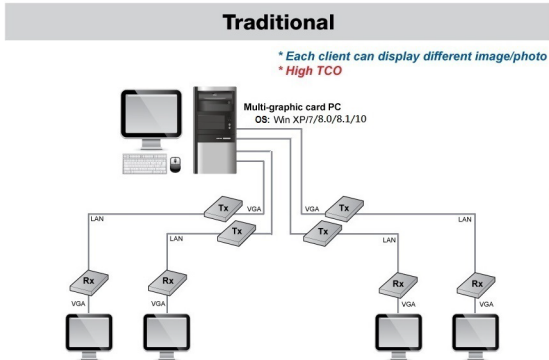 Traditional
* Each client can display different image/photo
* High TCO
Multi-graphic card PC
OS: Win XP/7/8.0/8.1/10
Tx
VGA
VGA
Tx
LAN
LAN
Tx
Tx
LAN
LAN
Rx
Rx
Rx
Rx
VGA
VGA
VGA
VGA